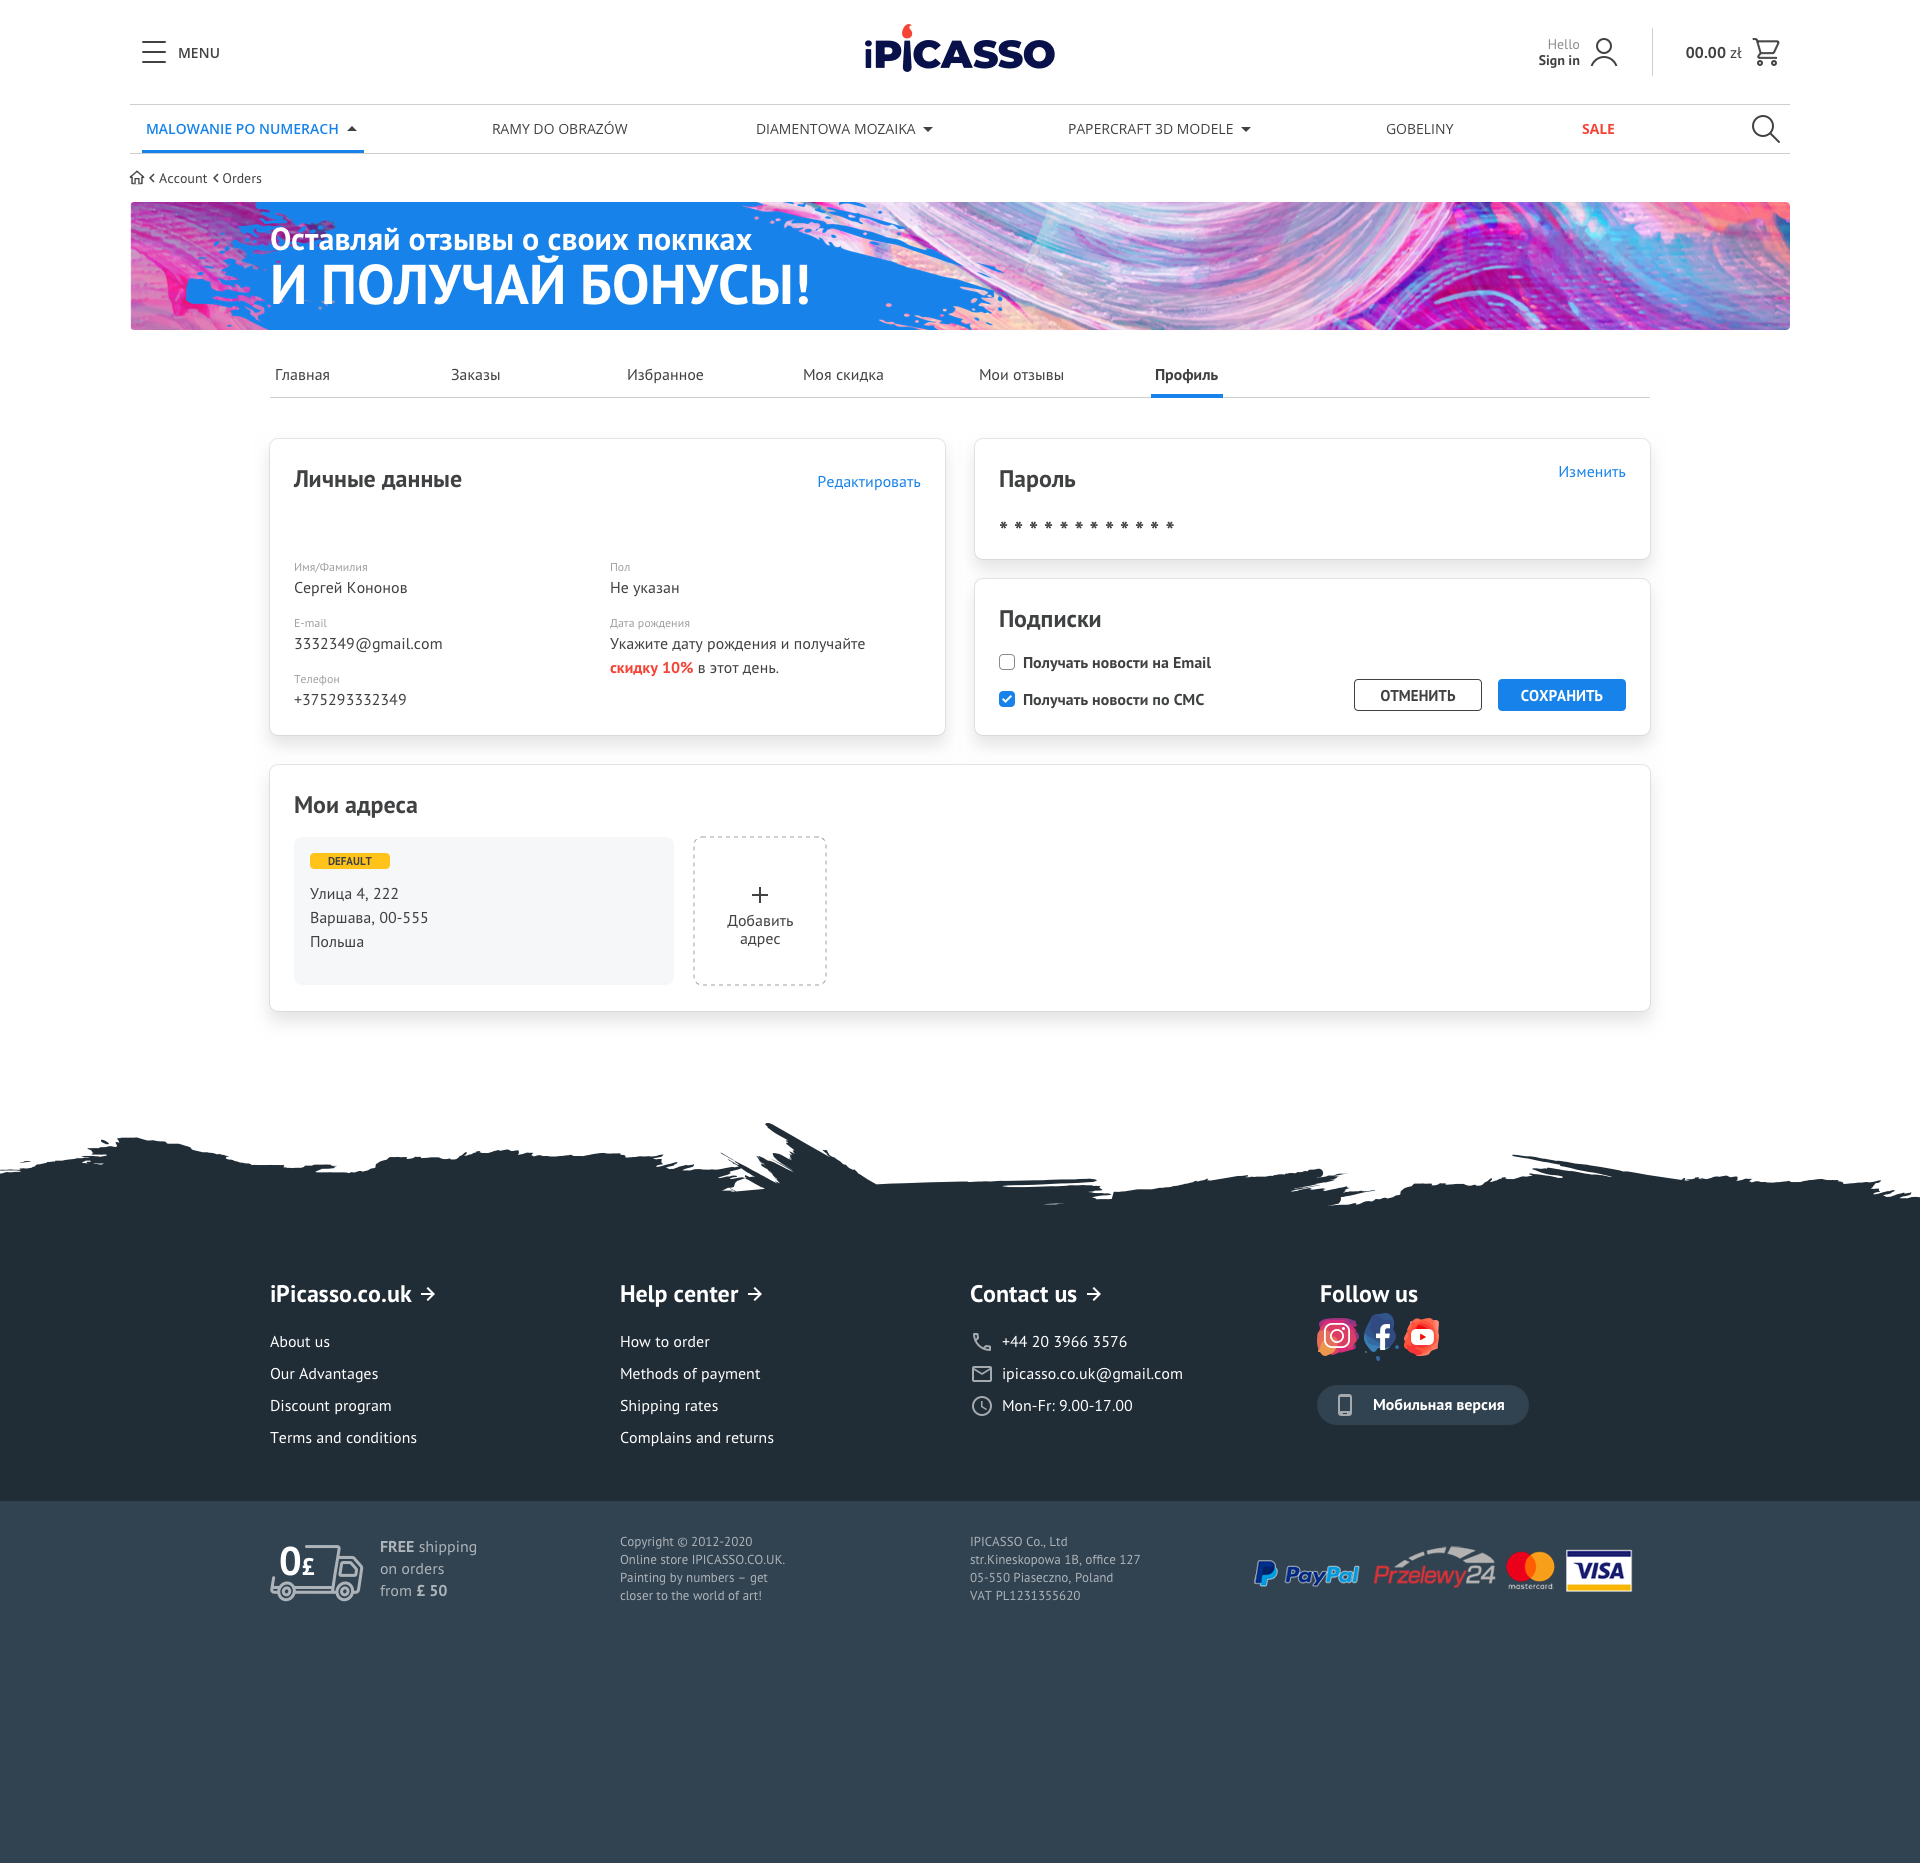 MENU
iPICASSO
Hello
Sign in
00.00 zł
MALOWANIE PO NUMERACH
RAMY DO OBRAZÓW
DIAMENTOWA MOZAIKA
PAPERCRAFT 3D MODELE
GOBELINY
SALE
Account
Orders
Оставляй отзывы о своих покпках
И ПОЛУЧАЙ БОНУСЫ!
Главная
Заказы
Избранное
Моя скидка
Мои отзывы
Профиль
Личные данные
Редактировать
Имя/Фамилия
Сергей Кононов
E-mail
3332349@gmail.com
Телефон
+375293332349
Пол
Не указан
Дата рождения
Укажите дату рождения и получайте
скидку 10% в этот день.
Пароль
Изменить
* * * * * * * * * * * *
Подписки
Получать новости на Email
Получать новости по СМС
ОТМЕНИТЬ
СОХРАНИТЬ
Мои адреса
DEFAULT
Улица 4, 222
Варшава, 00-555
Польша
Добавить
адрес
iPicasso.co.uk
About us
Our Advantages
Discount program
Terms and conditions
Help center
How to order
Methods of payment
Shipping rates
Complains and returns
Contact us
+44 20 3966 3576
ipicasso.co.uk@gmail.com
Mon-Fr: 9.00-17.00
Follow us
Мобильная версия
0£
FREE shipping
on orders
from £ 50
Copyright © 2012-2020
Online store IPICASSO.CO.UK.
Painting by numbers – get
closer to the world of art!
IPICASSO Co., Ltd
str.Kineskopowa 1B, office 127
05-550 Piaseczno, Poland
VAT PL1231355620
PayPal
Przelewy24
mastercard
VISA